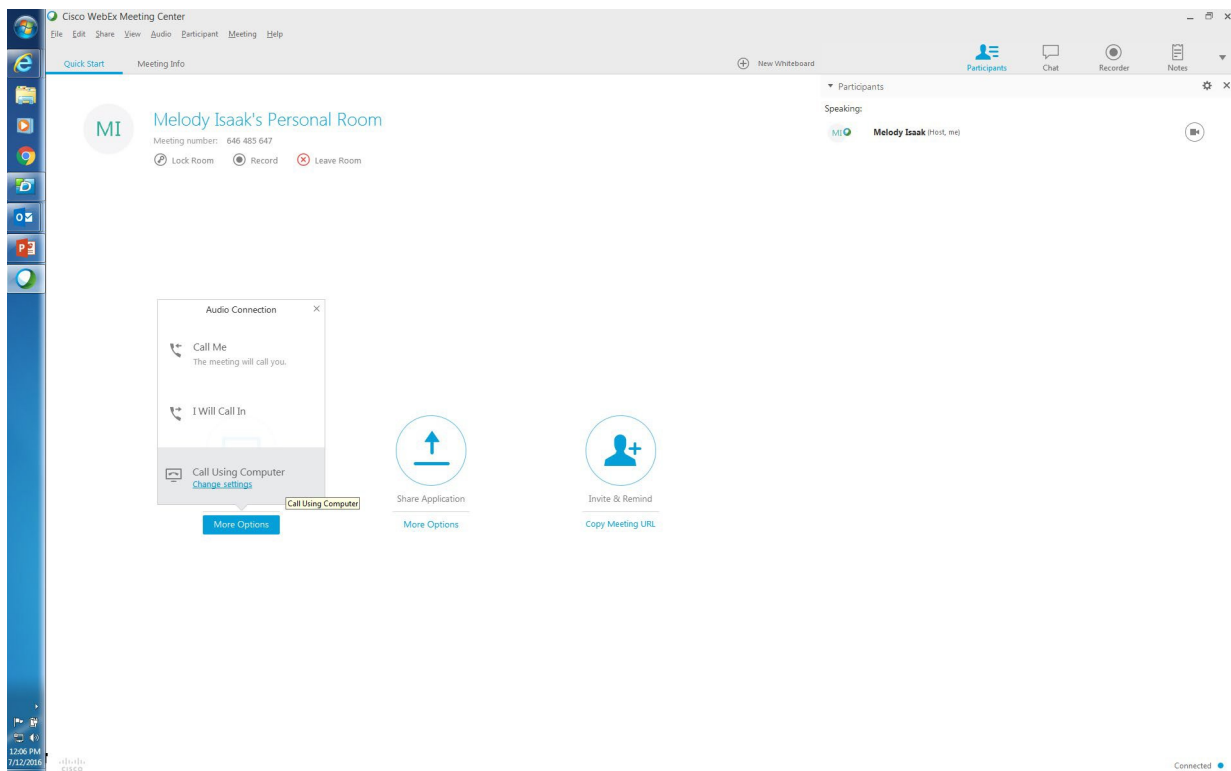 Cisco WebEx Meeting Center
File Edit Share View Audio Participant Meeting Help
Quick Start Meeting Info New Whiteboard Participants Chat Recorder Notes
Participants
Speaking:
MI Melody Isaak (Host, me)
MI
Melody Isaak's Personal Room
Meeting number: 646 485 647
Lock Room Record Leave Room
Audio Connection
Call Me
The meeting will call you.
I Will Call In
Call Using Computer
Change settings
Call Using Computer
Share Application Invite & Remind
More Options More Options Copy Meeting URL
12:06 PM
7/12/2016
CISCO
Connected